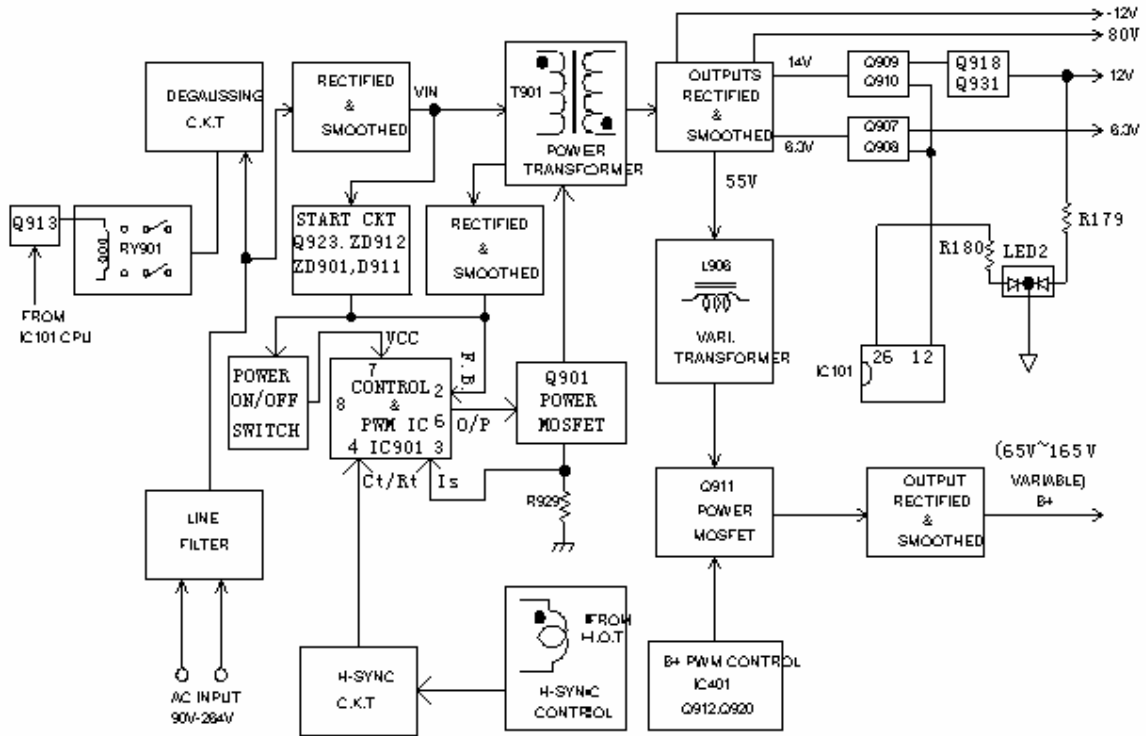 -12V
80V
12V
6.3V
DEGAUSSING
C.K.T
RECTIFIED
&
SMOOTHED
VIN
T901
POWER
TRANSFORMER
OUTPUTS
RECTIFIED
&
SMOOTHED
14V
6.3V
Q909
Q910
Q918
Q931
Q907
Q908
55V
Q913
RY901
FROM
IC101 CPU
START CKT
Q923. ZD912
ZD901,D911
RECTIFIED
&
SMOOTHED
L906
VARI.
TRANSFORMER
R179
R180
LED2
26 12
IC101
POWER
ON/OFF
SWITCH
VCC
F.B.
7
CONTROL 2
8 &
PWM IC 6
4 IC901 3
O/P
Ct/Rt Is
Q901
POWER
MOSFET
R929
LINE
FILTER
Q911
POWER
MOSFET
OUTPUT
RECTIFIED
&
SMOOTHED
(65V~165V
VARIABLE)
B+
AC INPUT
90V-264V
H-SYNC
C.K.T
FROM
H.O.T
H-SYNC
CONTROL
B+ PWM CONTROL
IC401
Q912.Q920